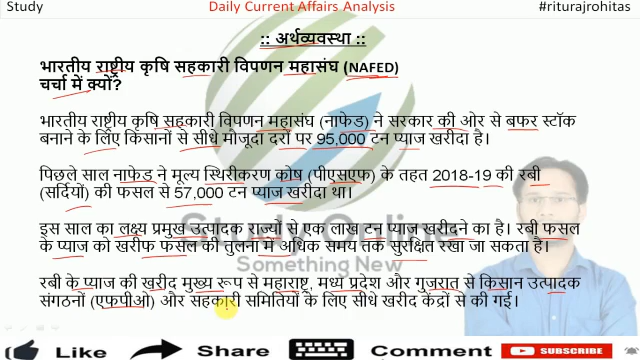 Study
Daily Current Affairs Analysis
#riturajrohitas
:: अर्थव्यवस्था ::
भारतीय राष्ट्रीय कृषि सहकारी विपणन महासंघ (NAFED)
चर्चा में क्यों?
भारतीय राष्ट्रीय कृषि सहकारी विपणन महासंघ (नाफेड) ने सरकार की ओर से बफर स्टॉक
बनाने के लिए किसानों से सीधे मौजूदा दरों पर 95,000 टन प्याज खरीदा है।
पिछले साल नाफेड ने मूल्य स्थिरीकरण कोष (पीएसएफ) के तहत 2018-19 की रबी
(सर्दियों) की फसल से 57,000 टन प्याज खरीदा था।
इस साल का लक्ष्य प्रमुख उत्पादक राज्यों से एक लाख टन प्याज खरीदने का है। रबी फसल
के प्याज को खरीफ फसल की तुलना में अधिक समय तक सुरक्षित रखा जा सकता है।
Study Online
Something New
रबी के प्याज की खरीद मुख्य रूप से महाराष्ट्र, मध्य प्रदेश और गुजरात से किसान उत्पादक
संगठनों (एफपीओ) और सहकारी समितियों के लिए सीधे खरीद केंद्रों से की गई।
Like
Share
Comment
SUBSCRIBE